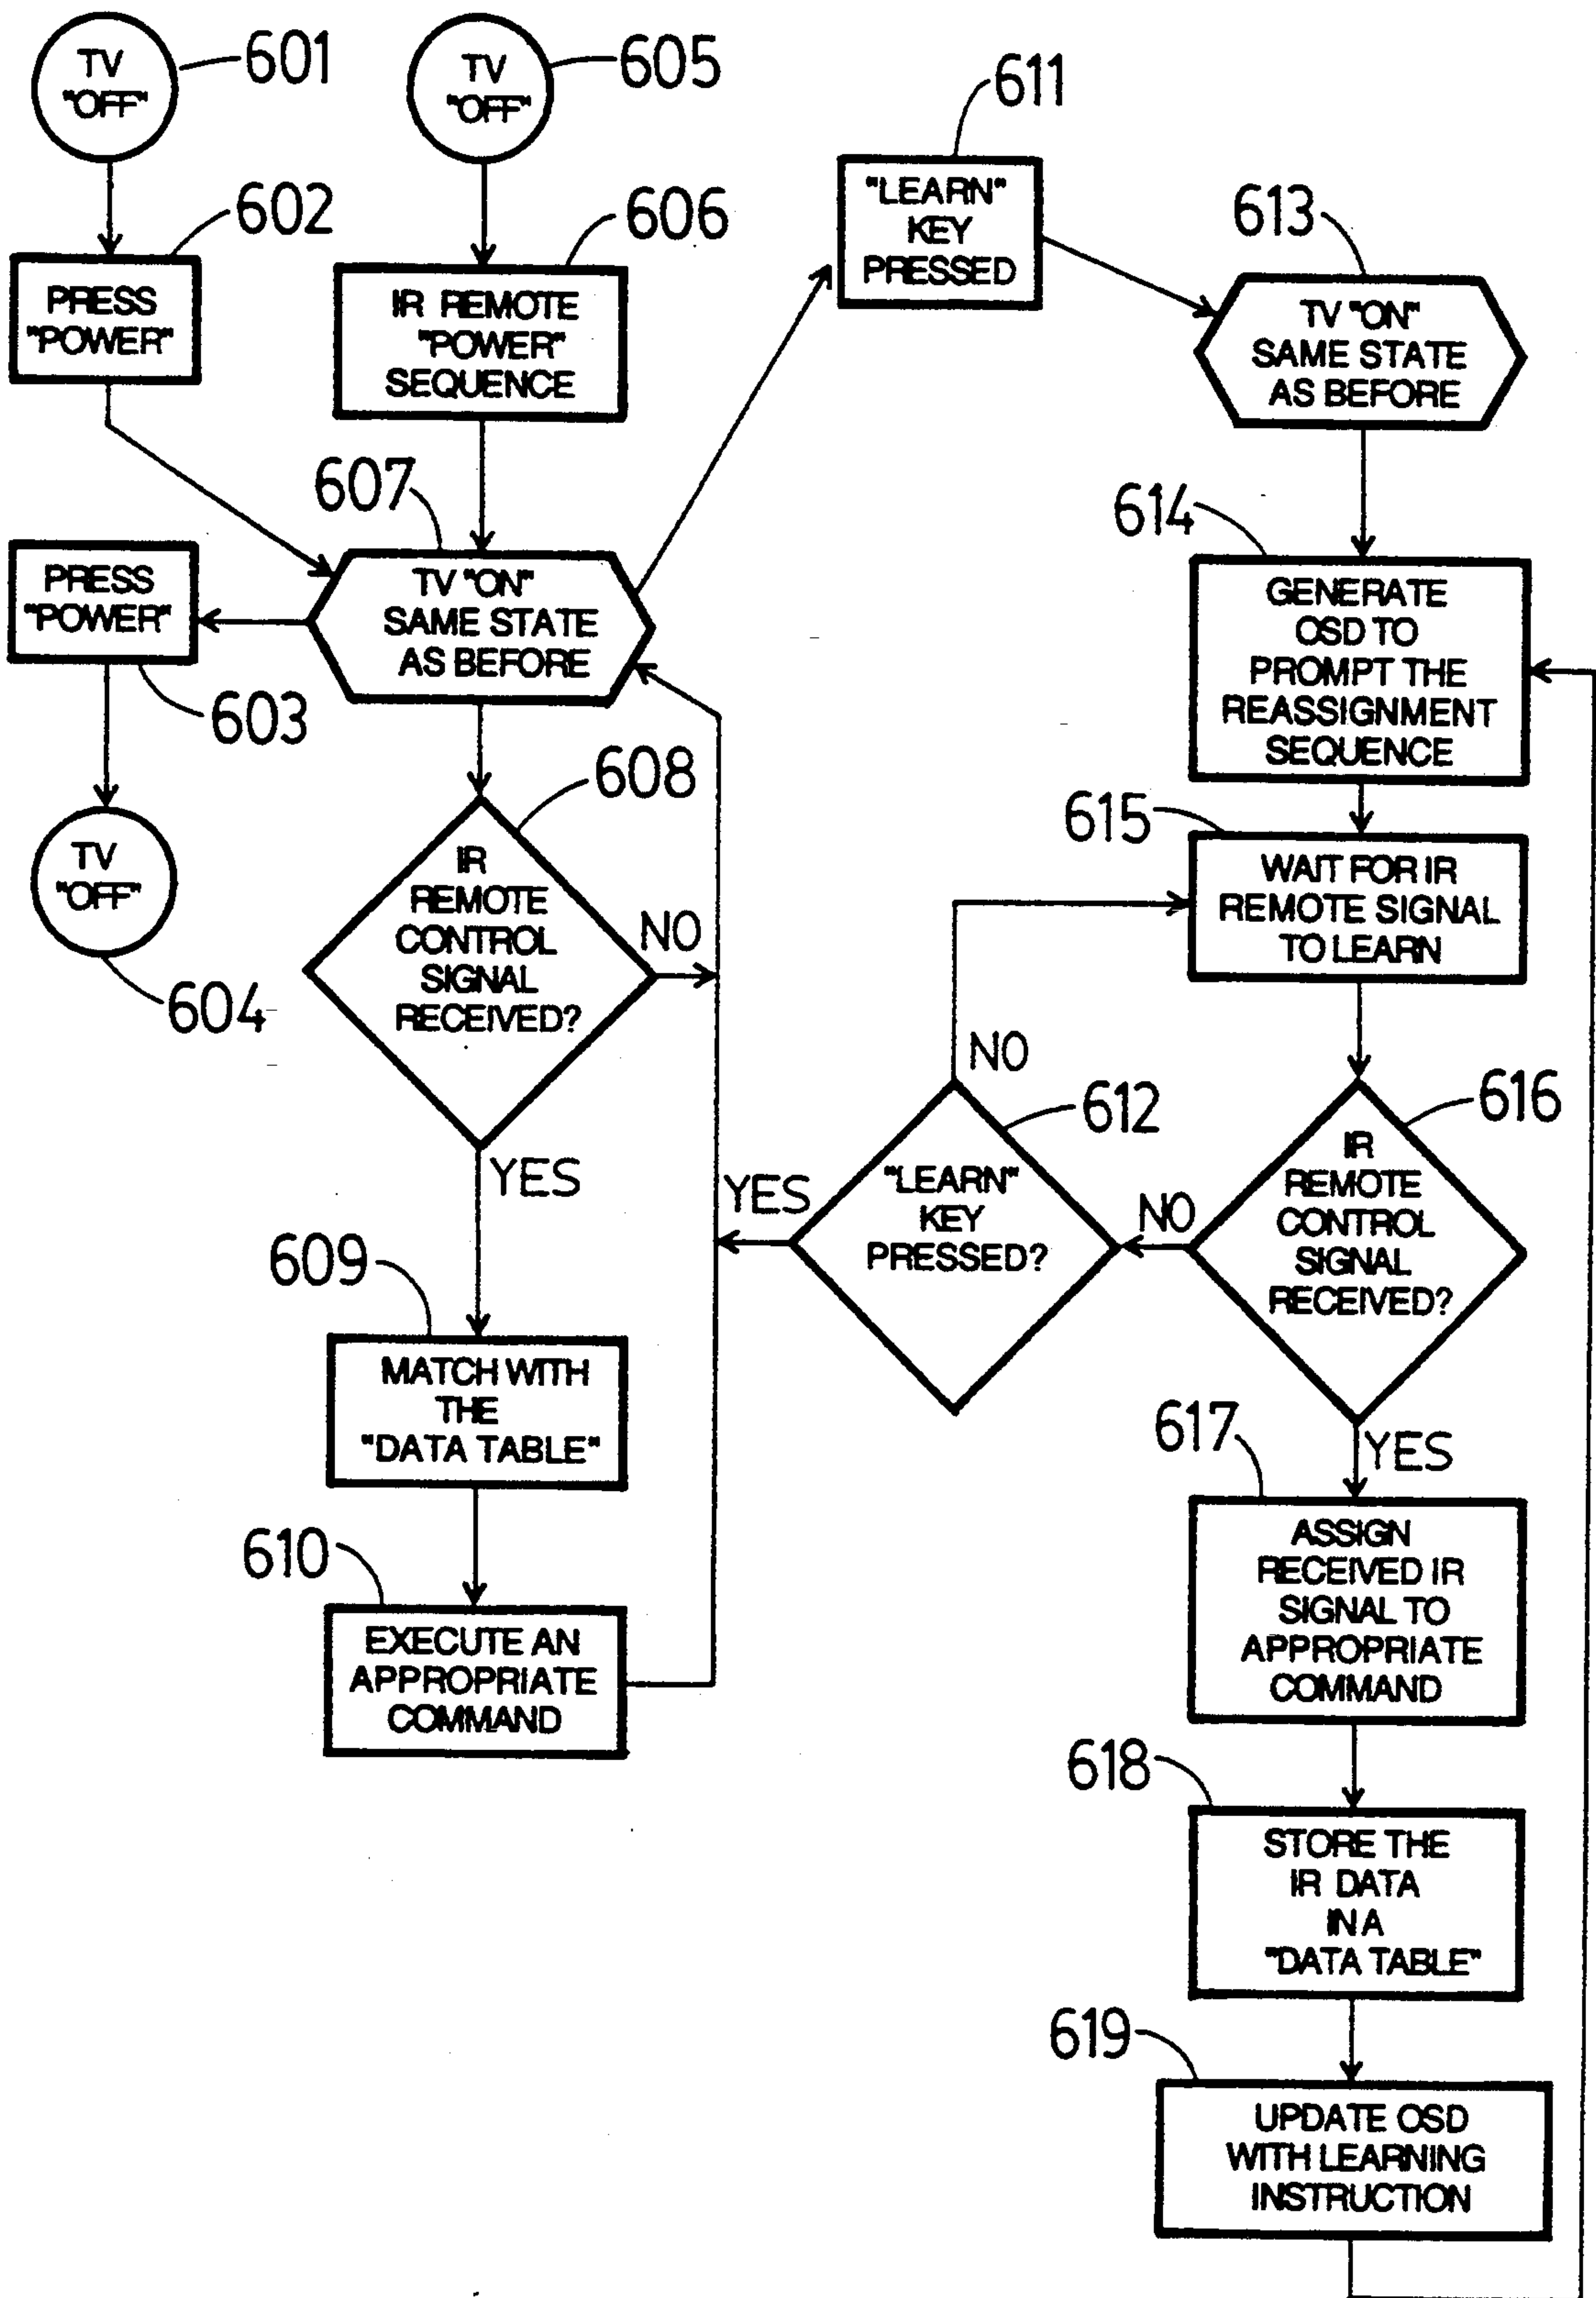 601
TV
"OFF"
605
TV
"OFF"
611
"LEARN"
KEY
PRESSED
602
PRESS
"POWER"
606
IR REMOTE
"POWER"
SEQUENCE
613
TV "ON"
SAME STATE
AS BEFORE
607
TV "ON"
SAME STATE
AS BEFORE
PRESS
"POWER"
603
TV
"OFF"
604
614
GENERATE
OSD TO
PROMPT THE
REASSIGNMENT
SEQUENCE
608
IR
REMOTE
CONTROL
SIGNAL
RECEIVED?
NO
YES
615
WAIT FOR IR
REMOTE SIGNAL
TO LEARN
NO
612
"LEARN"
KEY
PRESSED?
YES
616
IR
REMOTE
CONTROL
SIGNAL
RECEIVED?
NO
YES
609
MATCH WITH
THE
"DATA TABLE"
610
EXECUTE AN
APPROPRIATE
COMMAND
617
ASSIGN
RECEIVED IR
SIGNAL TO
APPROPRIATE
COMMAND
618
STORE THE
IR DATA
IN A
"DATA TABLE"
619
UPDATE OSD
WITH LEARNING
INSTRUCTION